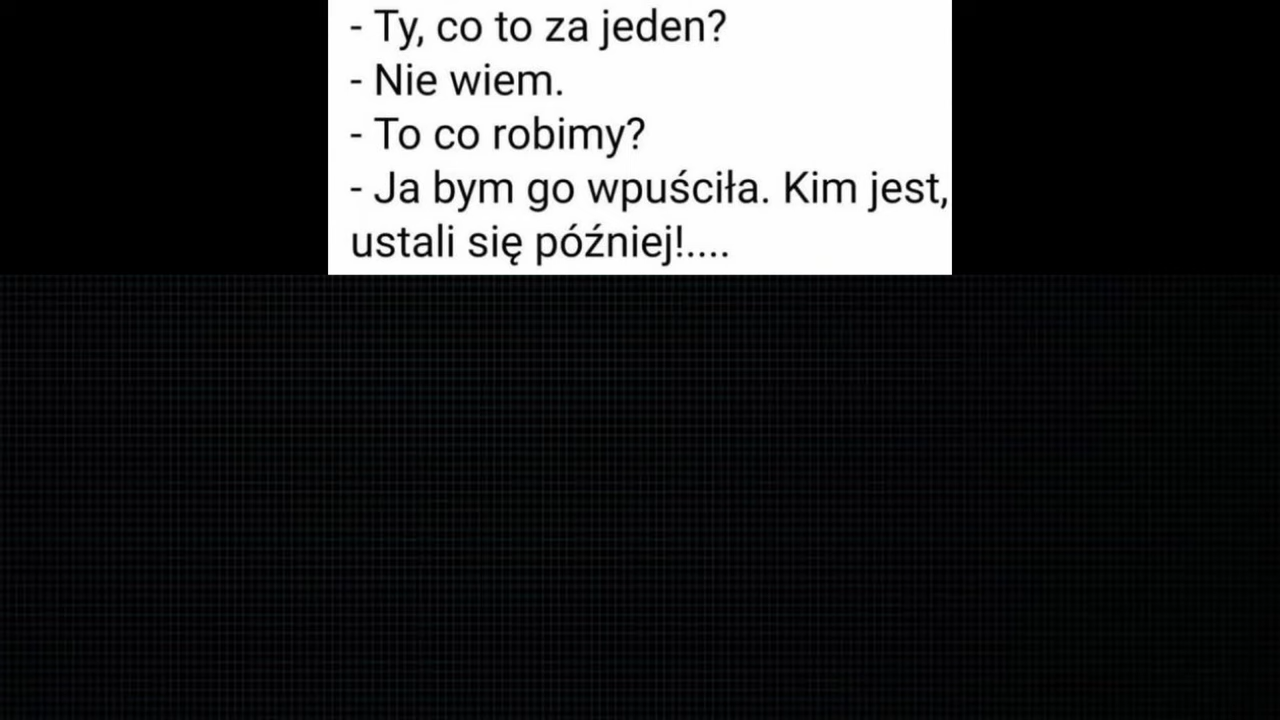 - Ty, co to za jeden?
- Nie wiem.
- To co robimy?
- Ja bym go wpuściła. Kim jest,
ustali się później!....